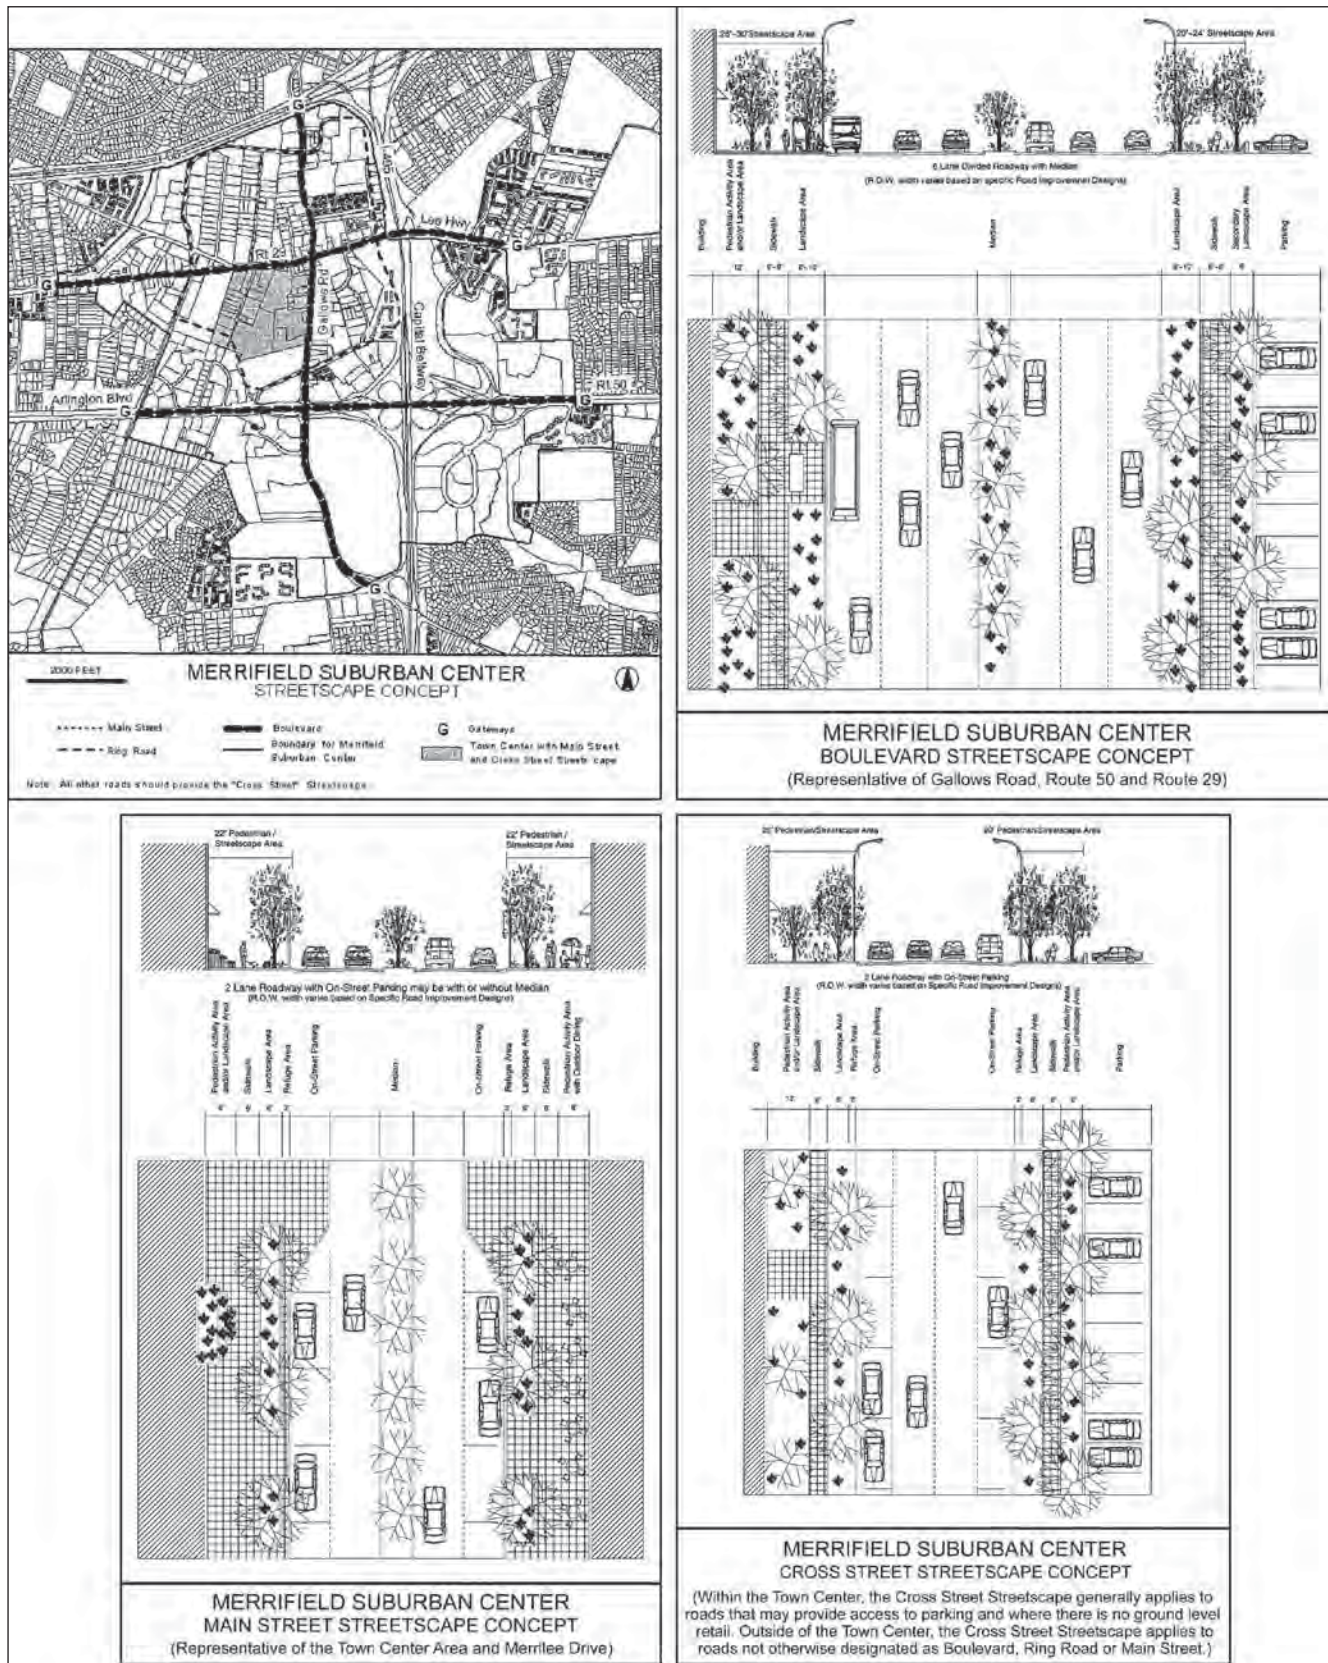 G
I-495
Lee Hwy
G
Rt. 29
G
Gallows Rd
Capital Beltway
Rt 50
Arlington Blvd
G
G
G
2000 FEET
MERRIFIELD SUBURBAN CENTER
STREETSCAPE CONCEPT
Main Street
Boulevard
G Gateways
Ring Road
Boundary for Merrifield
Suburban Center
Town Center with Main Street
and Cross Street Streetscape
Note: All other roads should provide the "Cross Street" Streetscape
Streetscape Area
20'-24' Streetscape Area
6 Lane Divided Roadway with Median
(R.O.W. width varies based on specific Road Improvement Designs)
Building
Pedestrian Activity Area
and/or Landscape Area
Sidewalk
Landscape Area
Median
Landscape Area
Sidewalk
Secondary
Landscape Area
Parking
12'
MERRIFIELD SUBURBAN CENTER
BOULEVARD STREETSCAPE CONCEPT
(Representative of Gallows Road, Route 50 and Route 29)
22' Pedestrian /
Streetscape Area
22' Pedestrian /
Streetscape Area
2 Lane Roadway with On-Street Parking may be with or without Median
(R.O.W. width varies based on Specific Road Improvement Designs)
Pedestrian Activity Area
and/or Landscape Area
Sidewalk
Landscape Area
Refuge Area
On-Street Parking
Median
On-Street Parking
Refuge Area
Landscape Area
Sidewalk
Pedestrian Activity Area
with Outdoor Dining
MERRIFIELD SUBURBAN CENTER
MAIN STREET STREETSCAPE CONCEPT
(Representative of the Town Center Area and Merrilee Drive)
Pedestrian/Streetscape Area
20' Pedestrian/Streetscape Area
2 Lane Roadway with On-Street Parking
(R.O.W. width varies based on Specific Road Improvement Designs)
Building
Pedestrian Activity Area
and/or Landscape Area
Sidewalk
Landscape Area
Refuge Area
On-Street Parking
On-Street Parking
Refuge Area
Landscape Area
Sidewalk
Pedestrian Activity Area
and/or Landscape Area
Parking
12'
MERRIFIELD SUBURBAN CENTER
CROSS STREET STREETSCAPE CONCEPT
(Within the Town Center, the Cross Street Streetscape generally applies to
roads that may provide access to parking and where there is no ground level
retail. Outside of the Town Center, the Cross Street Streetscape applies to
roads not otherwise designated as Boulevard, Ring Road or Main Street.)